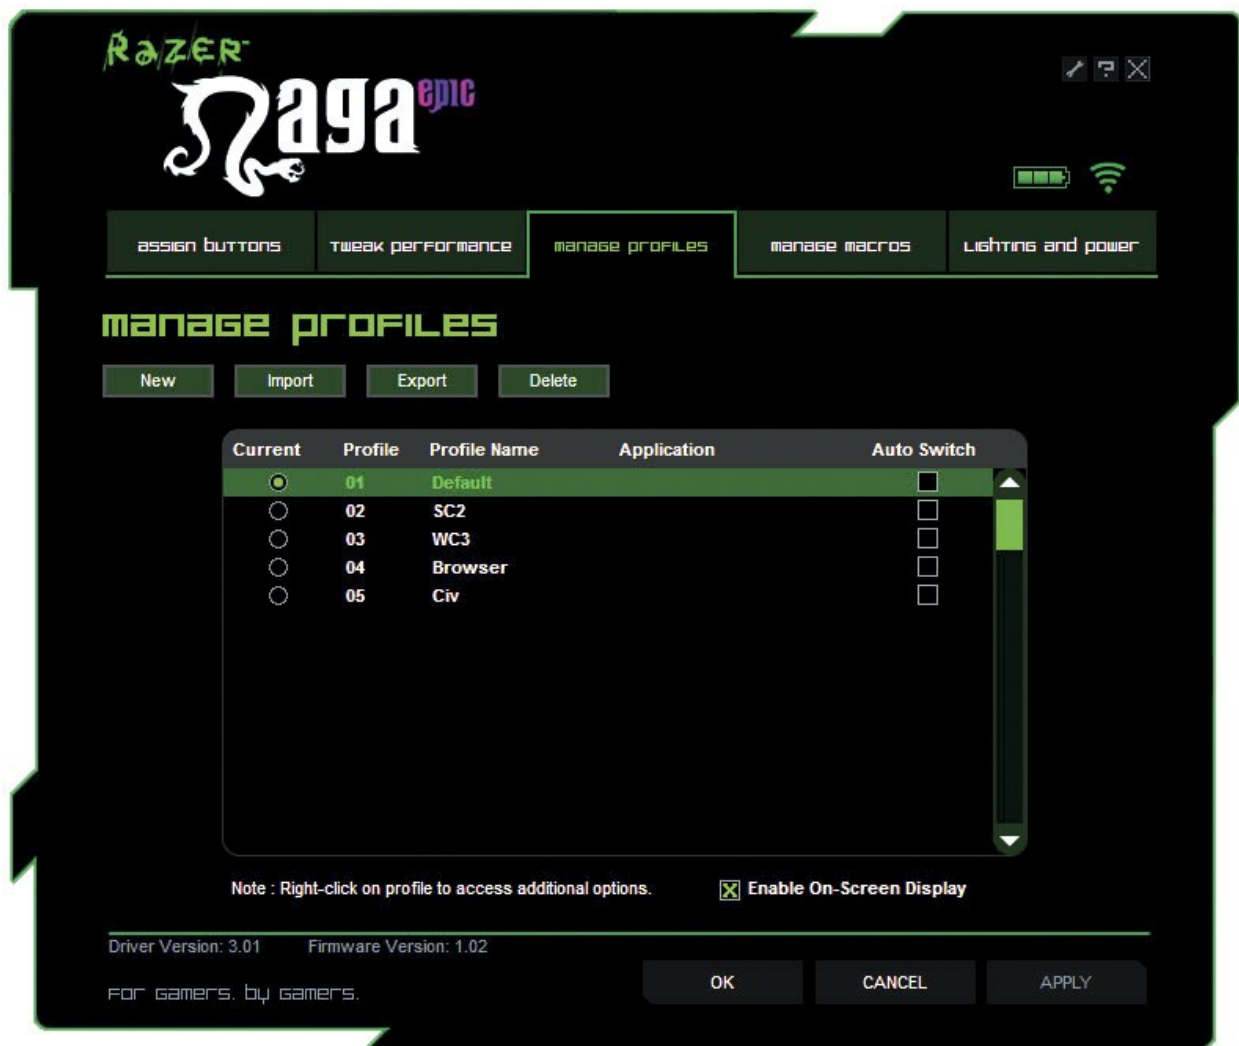 RAZER
Naga epic
assign buttons
tweak performance
manage profiles
manage macros
lighting and power
manage profiles
New Import Export Delete
Current Profile Profile Name Application Auto Switch
01 Default
02 SC2
03 WC3
04 Browser
05 Civ
Note : Right-click on profile to access additional options. Enable On-Screen Display
Driver Version: 3.01 Firmware Version: 1.02
For gamers. by gamers. OK CANCEL APPLY